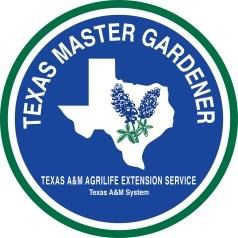 TEXAS MASTER GARDENER
TEXAS A&M AGRILIFE EXTENSION SERVICE
Texas A&M System